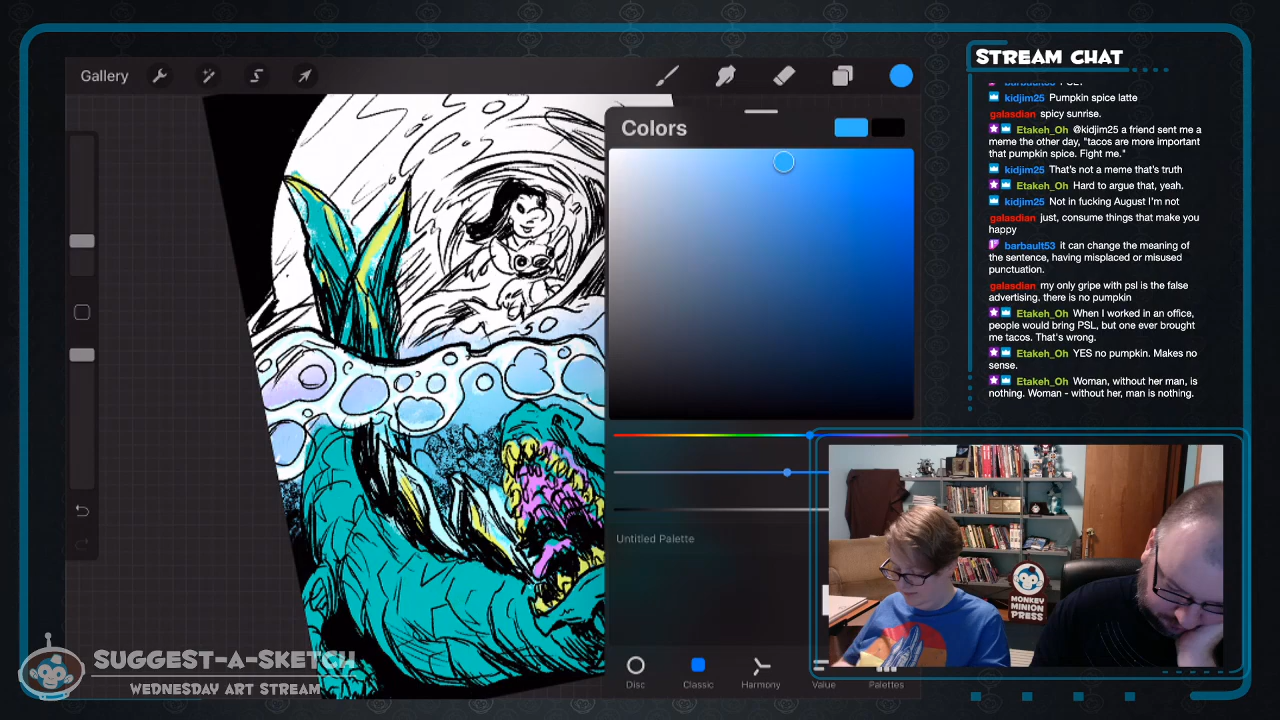 STREAM CHAT
Gallery
Colors
kidjim25 Pumpkin spice latte
galasdian spicy sunrise.
Etakeh_Oh @kidjim25 a friend sent me a
meme the other day, "tacos are more important
that pumpkin spice. Fight me."
kidjim25 That's not a meme that's truth
Etakeh_Oh Hard to argue that, yeah.
kidjim25 Not in fucking August I'm not
galasdian just, consume things that make you
happy
barbault53 it can change the meaning of
the sentence, having misplaced or misused
punctuation.
galasdian my only gripe with psl is the false
advertising, there is no pumpkin
Etakeh_Oh When I worked in an office,
people would bring PSL, but one ever brought
me tacos. That's wrong.
Etakeh_Oh YES no pumpkin. Makes no
sense.
Etakeh_Oh Woman, without her man, is
nothing. Woman - without her, man is nothing.
Untitled Palette
MONKEY
MINION
PRESS
Disc
Classic
Harmony
Value
Palettes
SUGGEST-A-SKETCH
WEDNESDAY ART STREAM